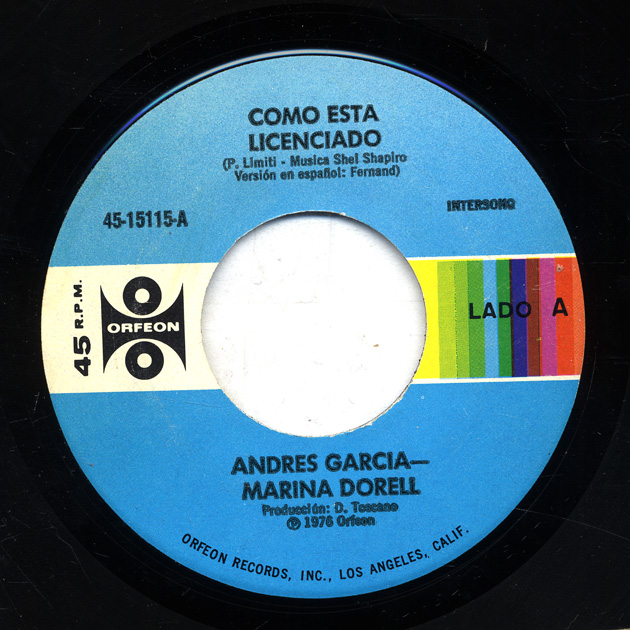 COMO ESTA
LICENCIADO
(P. Limiti - Musica Shel Shapiro
Versión en español: Fernand)
45-15115-A
INTERSONG
45 R.P.M.
ORFEON
LADO A
ANDRES GARCIA—
MARINA DORELL
Producción: D. Toscano
℗ 1976 Orfeon
ORFEON RECORDS, INC., LOS ANGELES, CALIF.